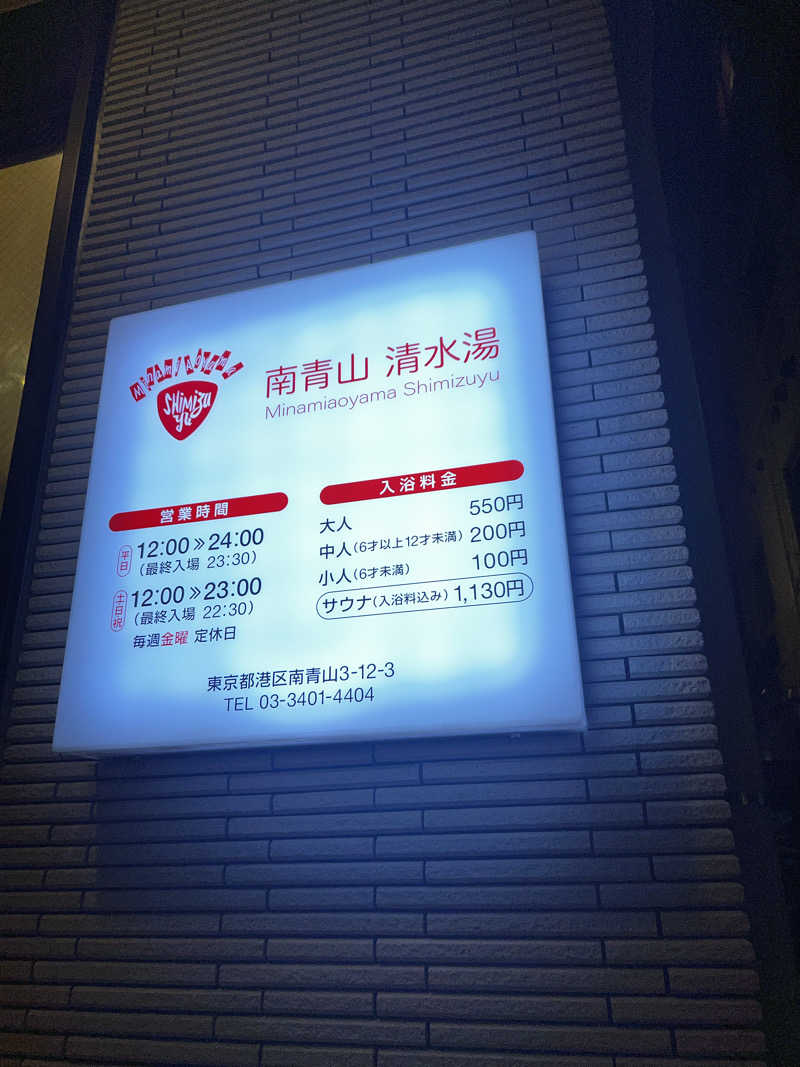 MINAMI AOYAMA
SHIMIZU
yu
南青山 清水湯
Minamiaoyama Shimizuyu
営業時間
平日 12:00≫24:00
(最終入場 23:30)
土日祝 12:00≫23:00
(最終入場 22:30)
毎週金曜 定休日
入浴料金
大人 550円
中人(6才以上12才未満) 200円
小人(6才未満) 100円
サウナ(入浴料込み) 1,130円
東京都港区南青山3-12-3
TEL 03-3401-4404